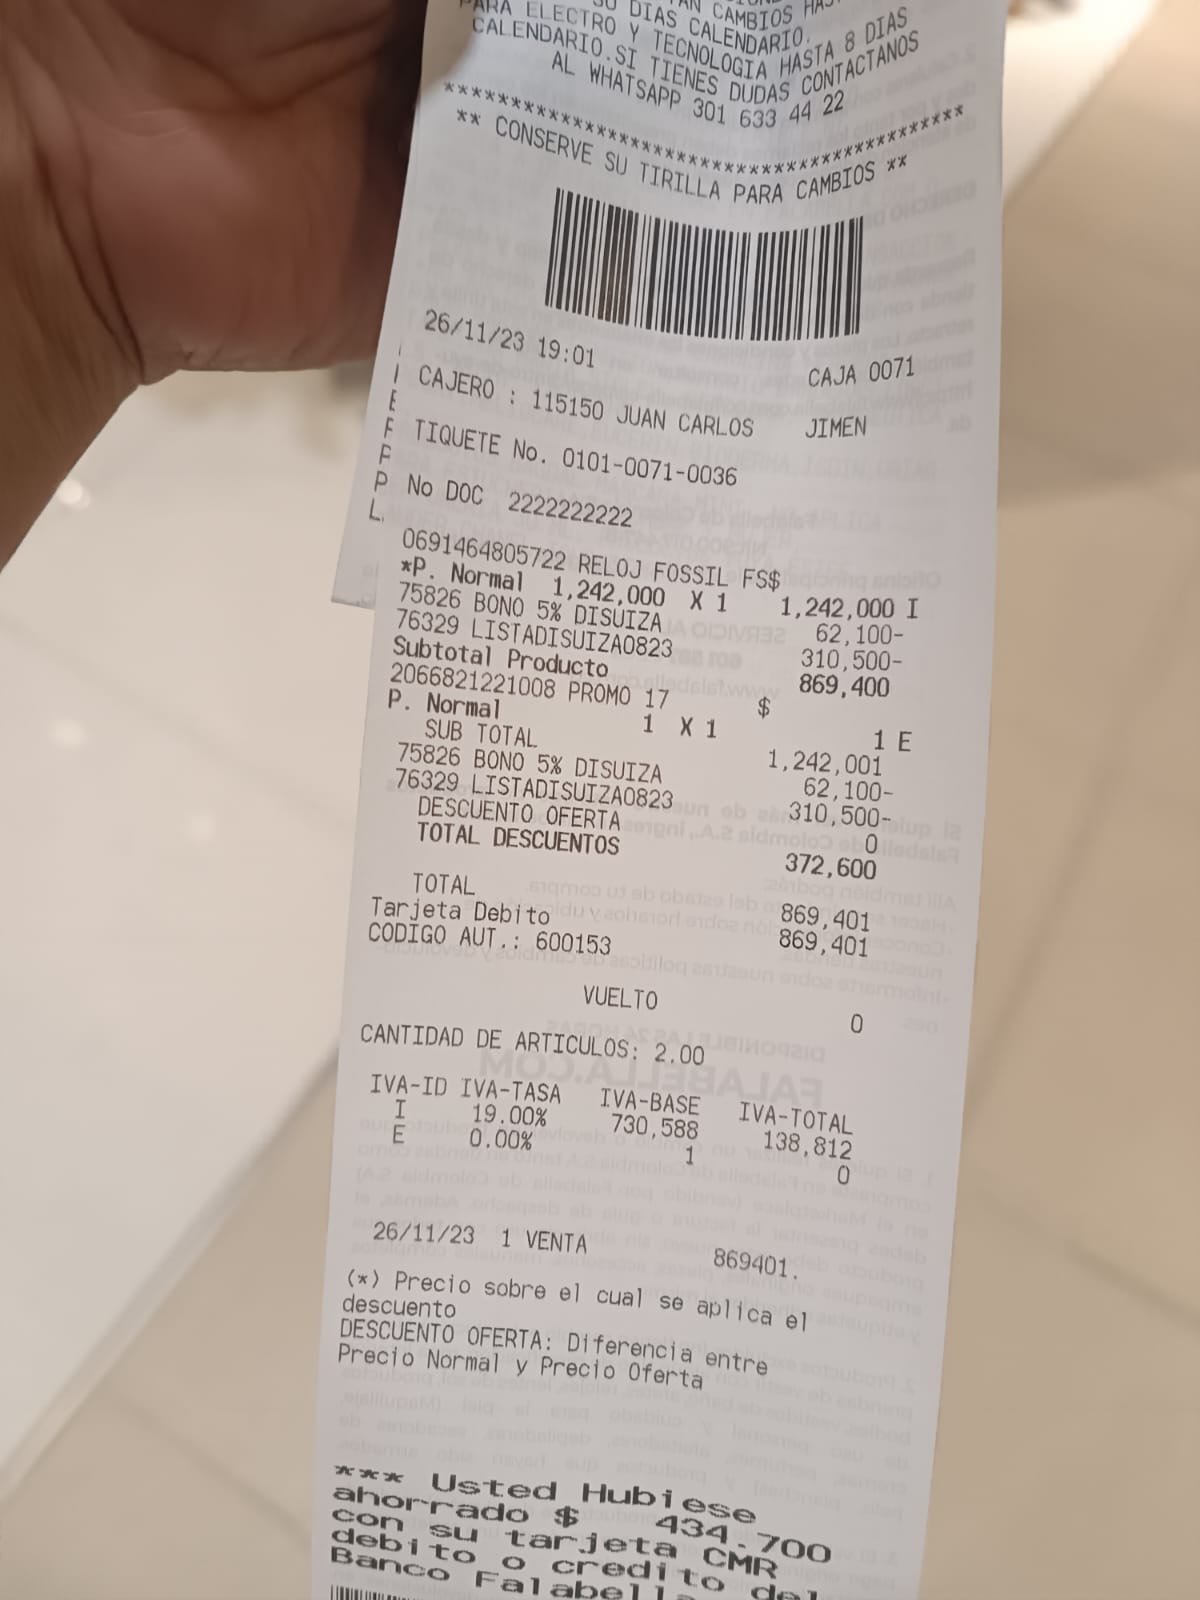 CAMBIOS
DIAS CALENDARIO.
PARA ELECTRO Y TECNOLOGIA HASTA 8 DIAS
CALENDARIO.SI TIENES DUDAS CONTACTANOS
AL WHATSAPP 301 633 44 22
** CONSERVE SU TIRILLA PARA CAMBIOS **
26/11/23 19:01 CAJA 0071
CAJERO : 115150 JUAN CARLOS JIMEN
TIQUETE No. 0101-0071-0036
No DOC 2222222222
0691464805722 RELOJ FOSSIL FS$
*P. Normal 1,242,000 X 1 1,242,000 I
75826 BONO 5% DISUIZA 62,100-
76329 LISTADISUIZA0823 310,500-
Subtotal Producto 869,400
2066821221008 PROMO 17 $
P. Normal 1 X 1 1 E
SUB TOTAL 1,242,001
75826 BONO 5% DISUIZA 62,100-
76329 LISTADISUIZA0823 310,500-
DESCUENTO OFERTA 0
TOTAL DESCUENTOS 372,600
TOTAL 869,401
Tarjeta Debito 869,401
CODIGO AUT.: 600153
VUELTO 0
CANTIDAD DE ARTICULOS: 2.00
IVA-ID IVA-TASA IVA-BASE IVA-TOTAL
I 19.00% 730,588 138,812
E 0.00% 1 0
26/11/23 1 VENTA 869401.
(*) Precio sobre el cual se aplica el
descuento
DESCUENTO OFERTA: Diferencia entre
Precio Normal y Precio Oferta
*** Usted Hubiese
ahorrado $ 434.700
con su tarjeta CMR
debito o credito del
Banco